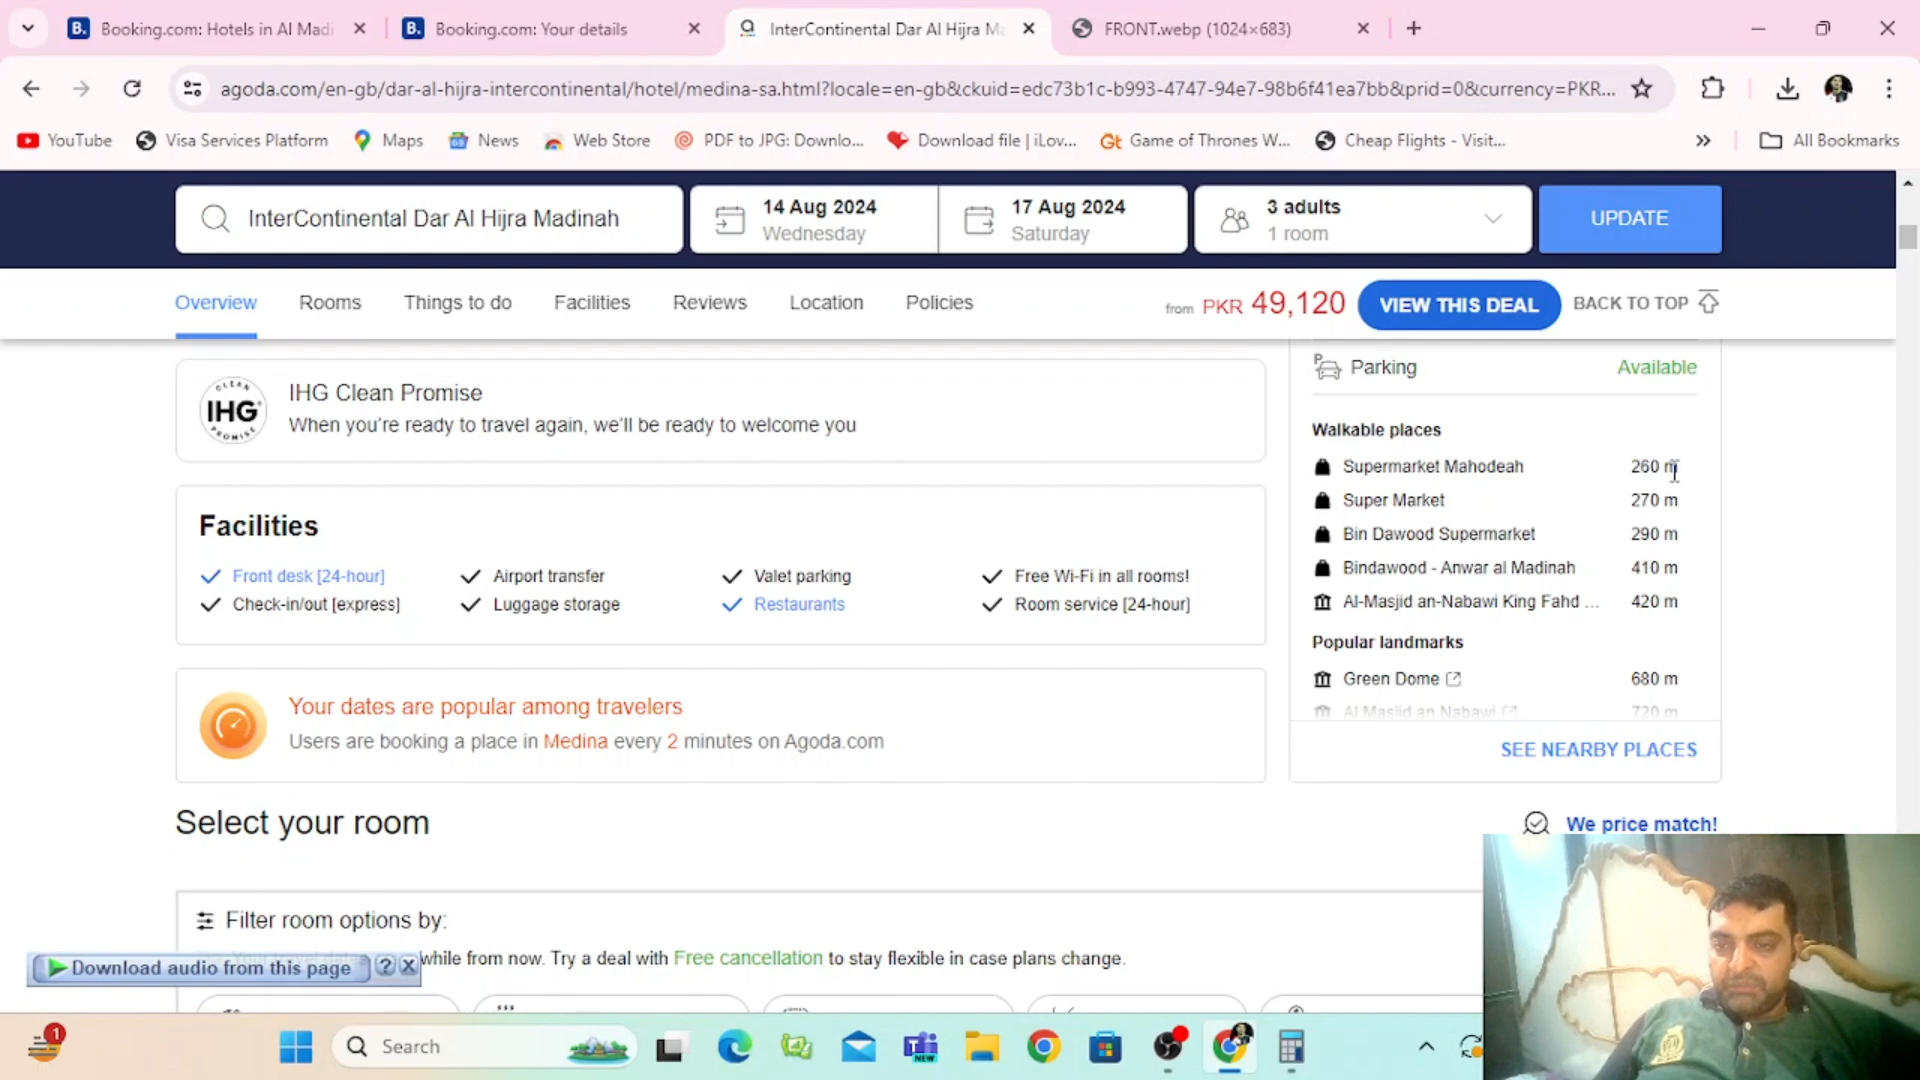 Booking.com: Hotels in Al Madi
Booking.com: Your details
InterContinental Dar Al Hijra Ma
FRONT.webp (1024×683)
agoda.com/en-gb/dar-al-hijra-intercontinental/hotel/medina-sa.html?locale=en-gb&ckuid=edc73b1c-b993-4747-94e7-98b6f41ea7bb&prid=0&currency=PKR...
YouTube
Visa Services Platform
Maps
News
Web Store
PDF to JPG: Downlo...
Download file | iLov...
Game of Thrones W...
Cheap Flights - Visit...
All Bookmarks
InterContinental Dar Al Hijra Madinah
14 Aug 2024
Wednesday
17 Aug 2024
Saturday
3 adults
1 room
UPDATE
Overview
Rooms
Things to do
Facilities
Reviews
Location
Policies
from PKR 49,120
VIEW THIS DEAL
BACK TO TOP
CLEAN
IHG
PROMISE
IHG Clean Promise
When you're ready to travel again, we'll be ready to welcome you
Parking Available
Walkable places
Supermarket Mahodeah 260 m
Super Market 270 m
Bin Dawood Supermarket 290 m
Bindawood - Anwar al Madinah 410 m
Al-Masjid an-Nabawi King Fahd ... 420 m
Popular landmarks
Green Dome 680 m
Al Masjid an Nabawi 720 m
SEE NEARBY PLACES
Facilities
Front desk [24-hour]
Airport transfer
Valet parking
Free Wi-Fi in all rooms!
Check-in/out [express]
Luggage storage
Restaurants
Room service [24-hour]
Your dates are popular among travelers
Users are booking a place in Medina every 2 minutes on Agoda.com
Select your room
We price match!
Filter room options by:
while from now. Try a deal with Free cancellation to stay flexible in case plans change.
Download audio from this page
?
1
Search
NEW